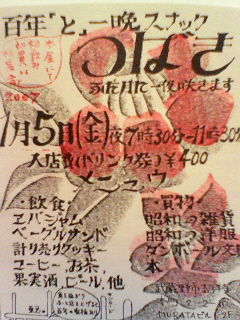 百年「と」一晩スナック
つばき
ふた月に一夜咲きます
2007
1月5日(金)夜7時30分-11時30分
入店費(ドリンク券)¥400
メニュウ
・飲食・
エバジャム
ベーグルサンド
計り売りクッキー
コーヒー、お茶、
果実酒、ビール、他
・買物・
昭和の雑貨
昭和の洋服
ダンボール文
本